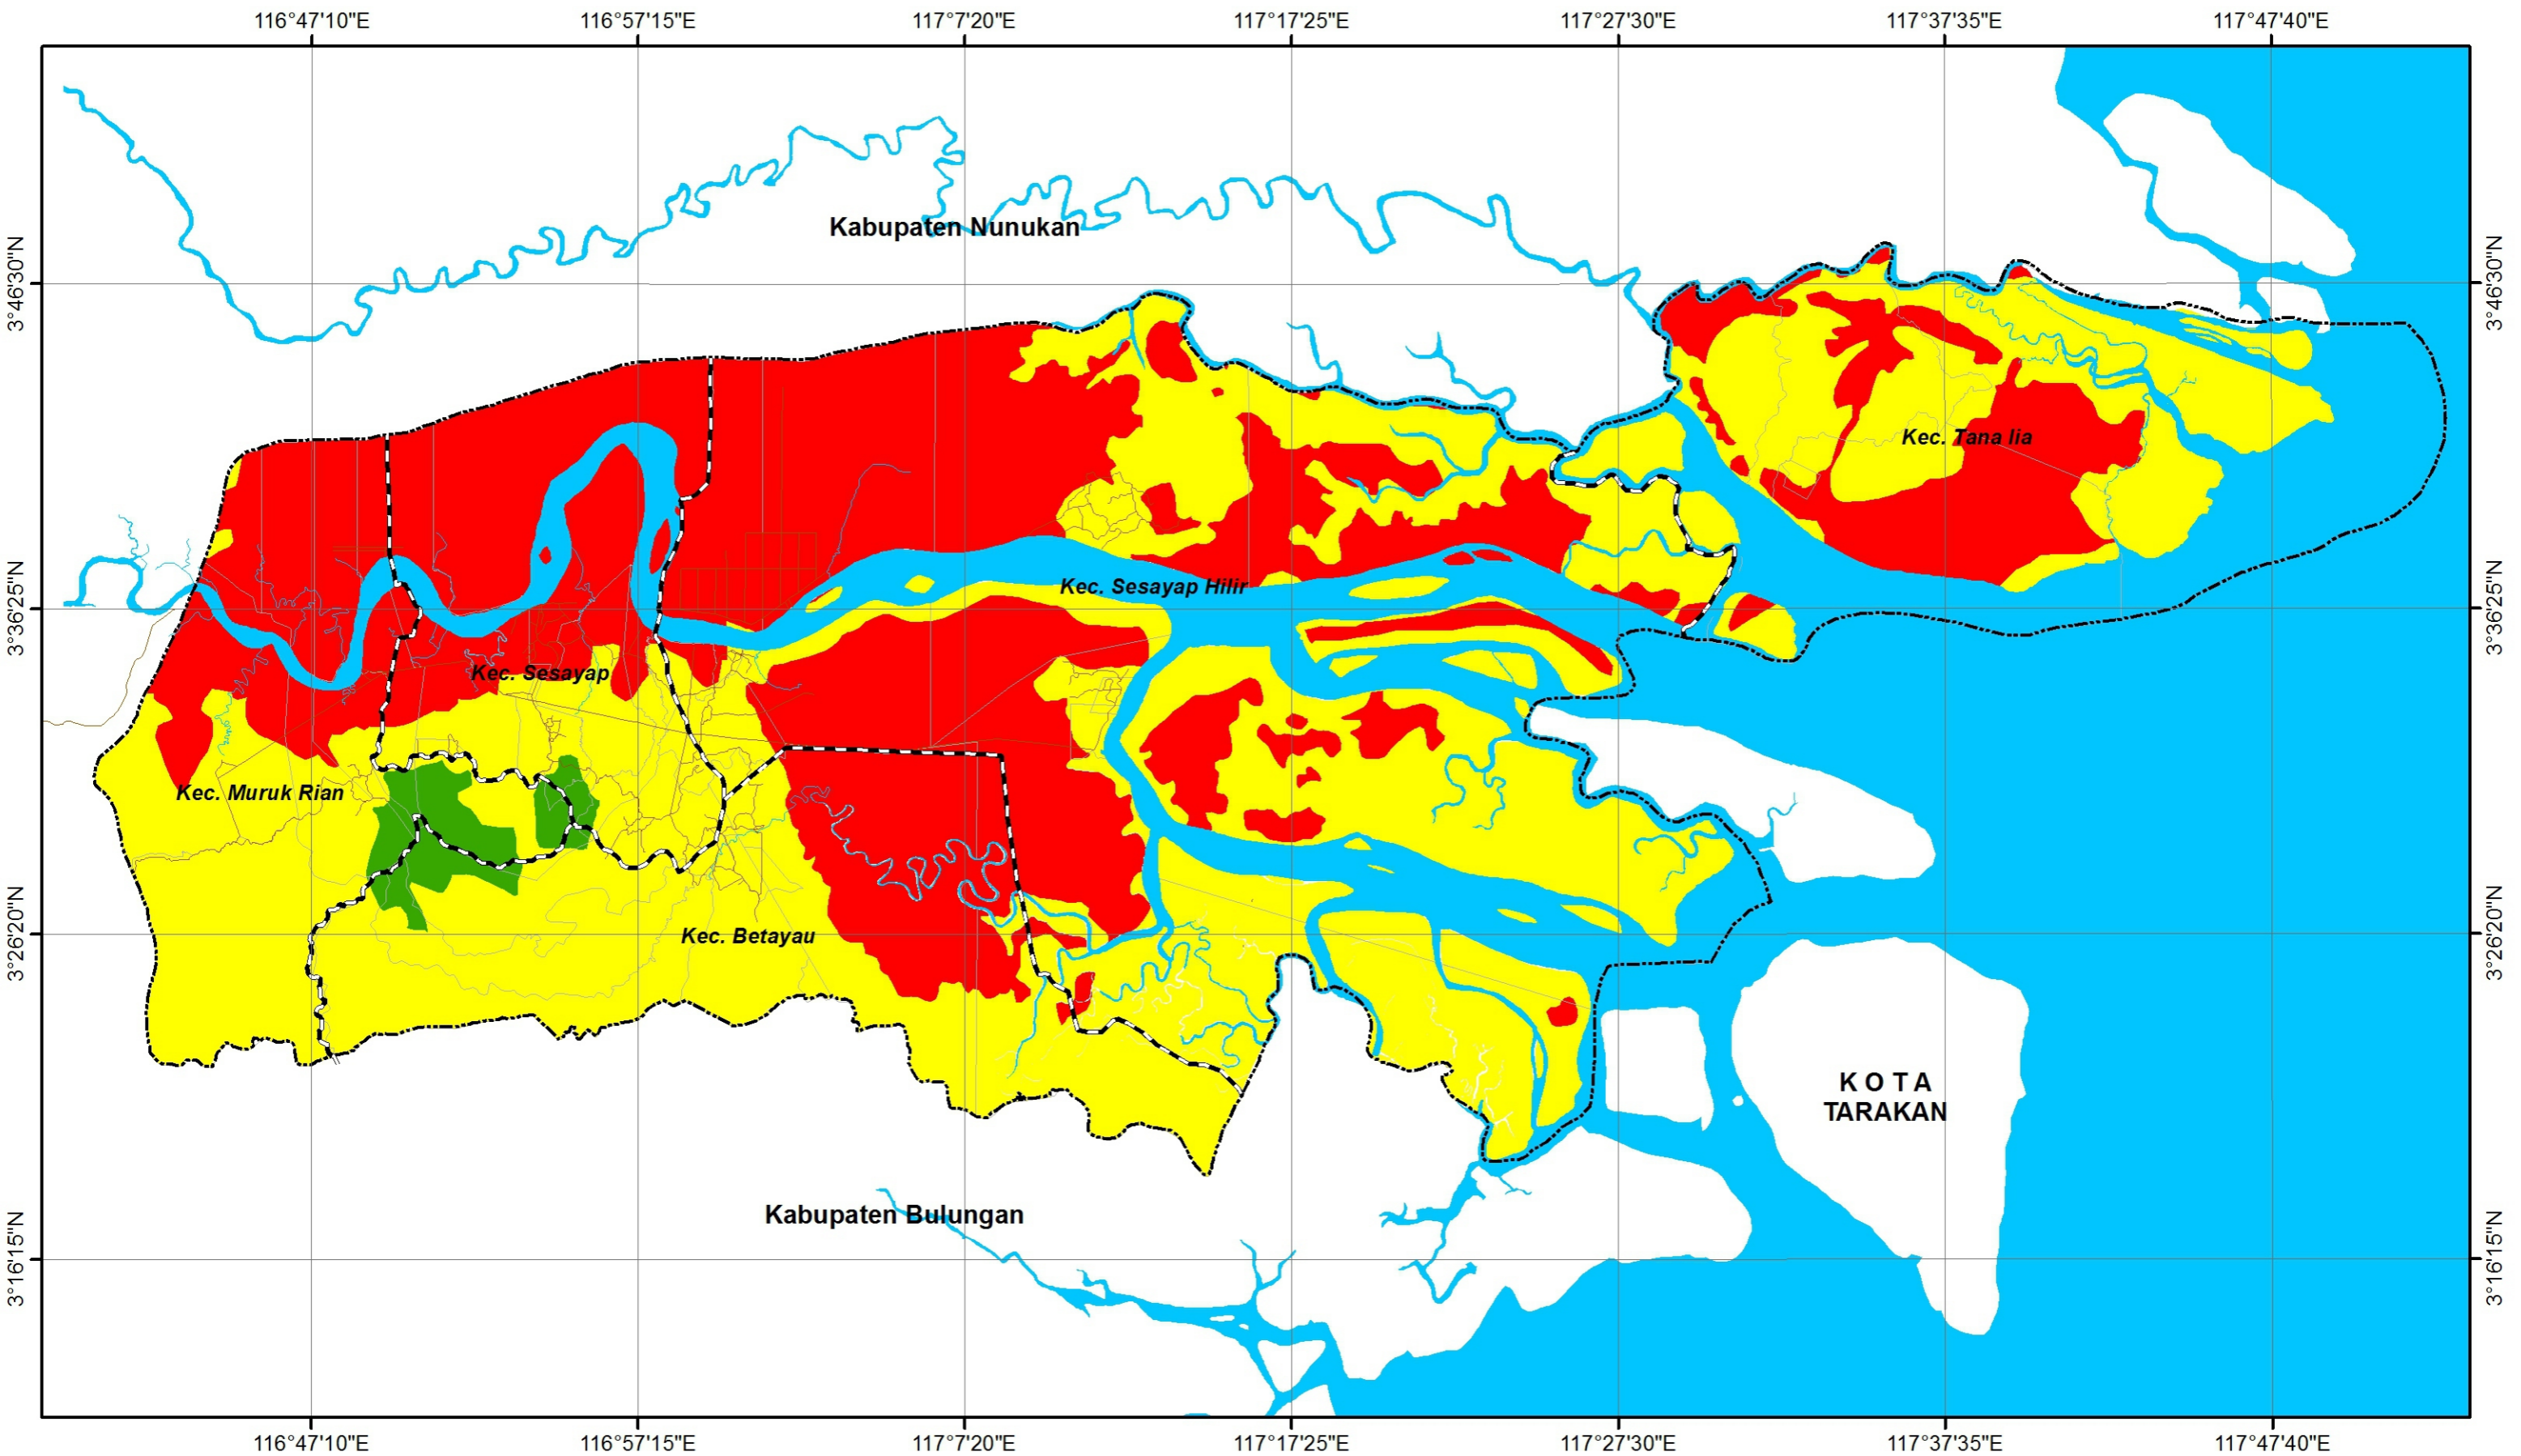 116°47'10"E
116°57'15"E
117°7'20"E
117°17'25"E
117°27'30"E
117°37'35"E
117°47'40"E
Kabupaten Nunukan
3°46'30"N
3°46'30"N
Kec. Tana lia
Kec. Sesayap Hilir
3°36'25"N
3°36'25"N
Kec. Sesayap
Kec. Muruk Rian
Kec. Betayau
3°26'20"N
3°26'20"N
K O T A
TARAKAN
Kabupaten Bulungan
3°16'15"N
3°16'15"N
116°47'10"E
116°57'15"E
117°7'20"E
117°17'25"E
117°27'30"E
117°37'35"E
117°47'40"E